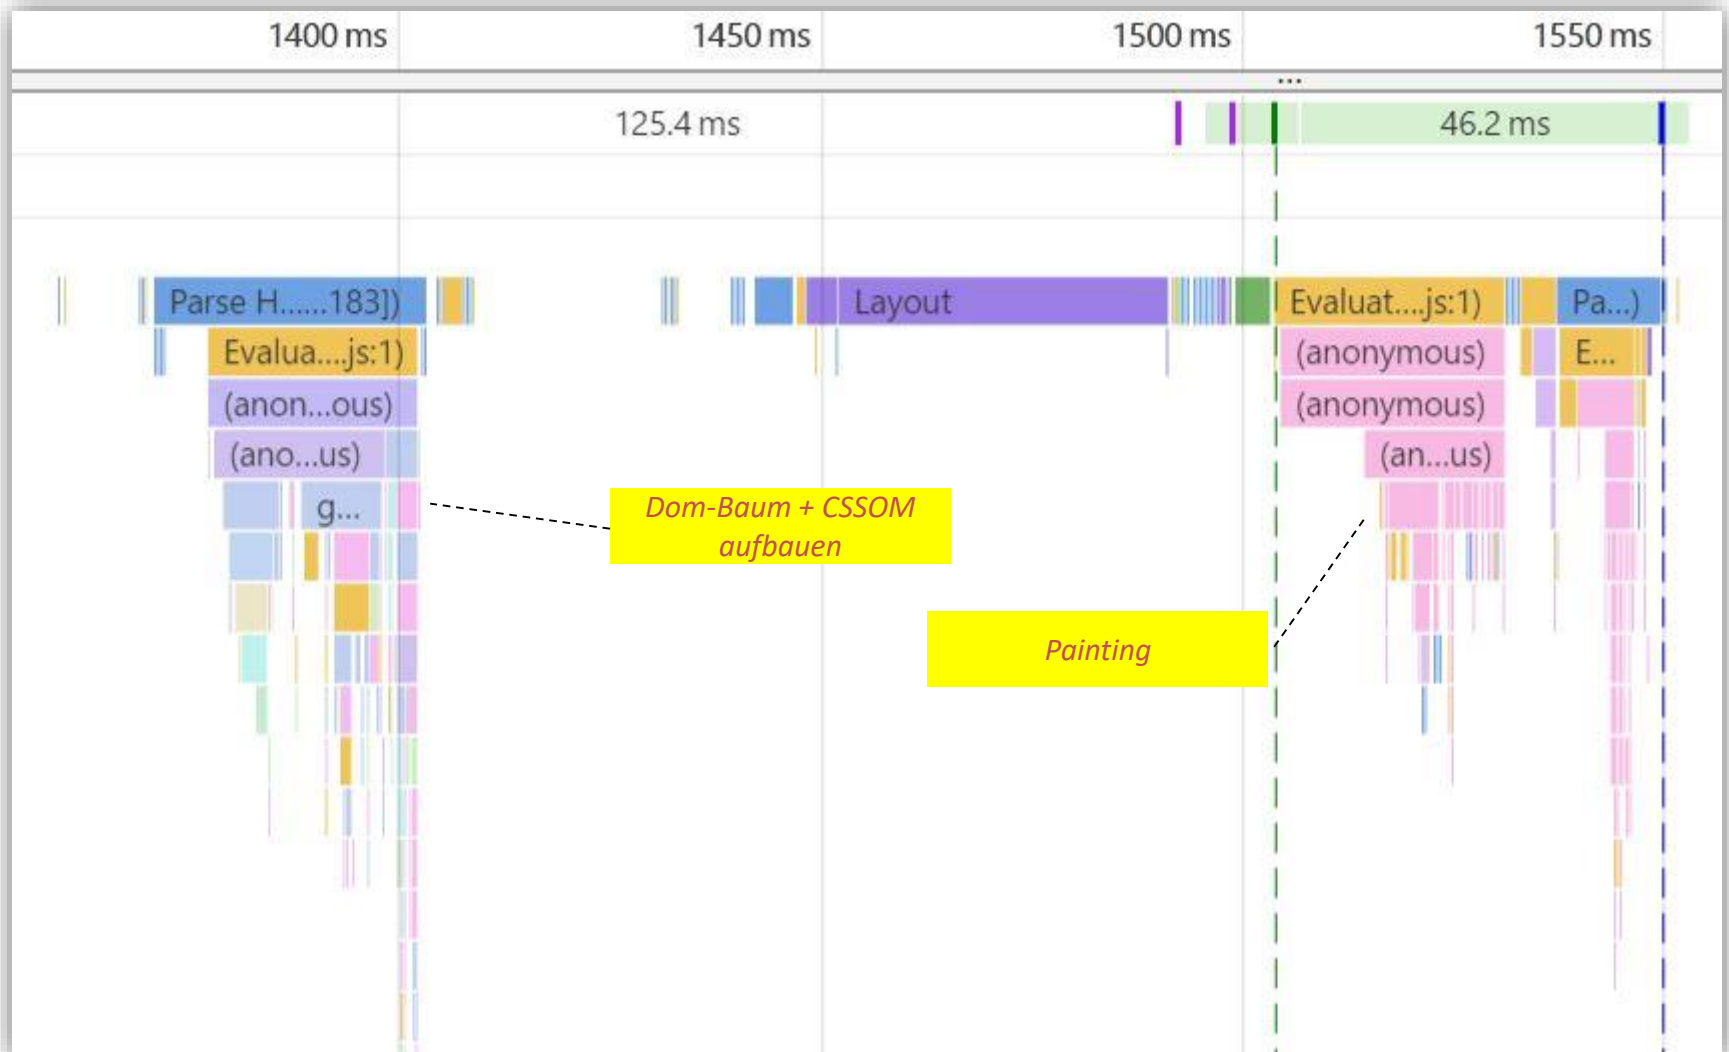 1400 ms
1450 ms
1500 ms
1550 ms
...
125.4 ms
46.2 ms
Parse H......183])
Layout
Evaluat....js:1)
Pa...)
Evalua....js:1)
(anonymous)
E...
(anon...ous)
(anonymous)
(ano...us)
(an...us)
g...
Dom-Baum + CSSOM
aufbauen
Painting